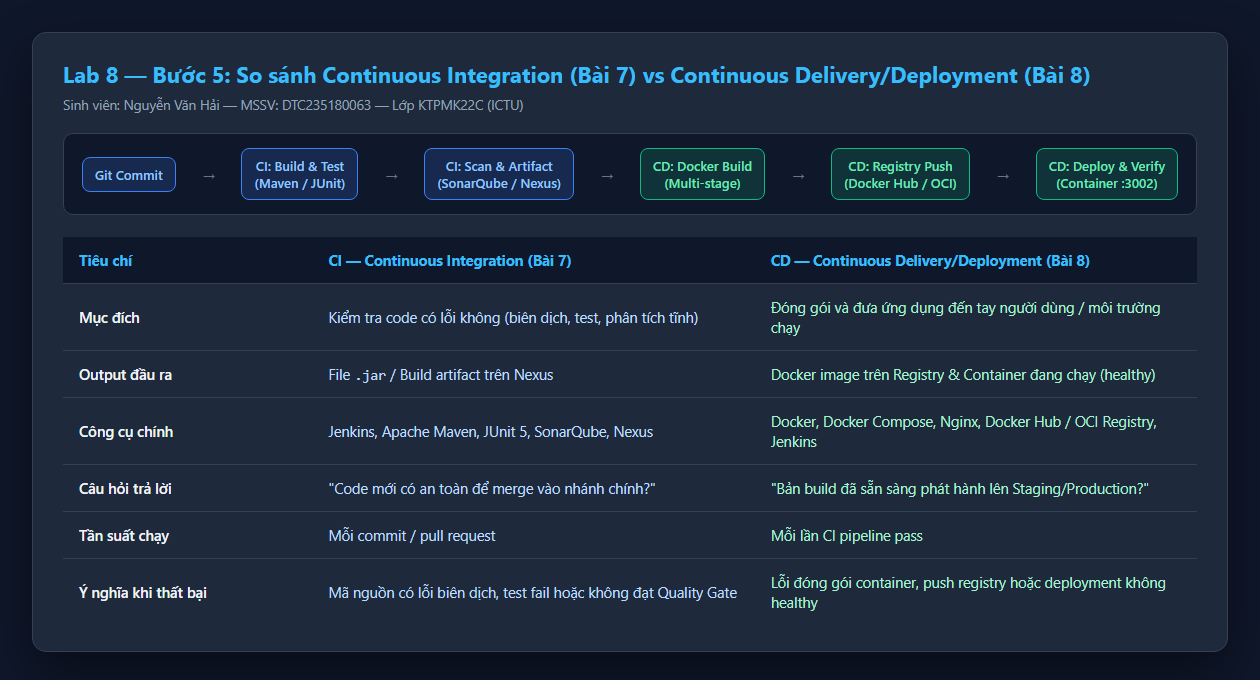 Lab 8 — Bước 5: So sánh Continuous Integration (Bài 7) vs Continuous Delivery/Deployment (Bài 8)
Sinh viên: Nguyễn Văn Hải — MSSV: DTC235180063 — Lớp KTPMK22C (ICTU)
Git Commit
→
CI: Build & Test
(Maven / JUnit)
→
CI: Scan & Artifact
(SonarQube / Nexus)
→
CD: Docker Build
(Multi-stage)
→
CD: Registry Push
(Docker Hub / OCI)
→
CD: Deploy & Verify
(Container :3002)
Tiêu chí
CI — Continuous Integration (Bài 7)
CD — Continuous Delivery/Deployment (Bài 8)
Mục đích
Kiểm tra code có lỗi không (biên dịch, test, phân tích tĩnh)
Đóng gói và đưa ứng dụng đến tay người dùng / môi trường
chạy
Output đầu ra
File .jar / Build artifact trên Nexus
Docker image trên Registry & Container đang chạy (healthy)
Công cụ chính
Jenkins, Apache Maven, JUnit 5, SonarQube, Nexus
Docker, Docker Compose, Nginx, Docker Hub / OCI Registry,
Jenkins
Câu hỏi trả lời
"Code mới có an toàn để merge vào nhánh chính?"
"Bản build đã sẵn sàng phát hành lên Staging/Production?"
Tần suất chạy
Mỗi commit / pull request
Mỗi lần CI pipeline pass
Ý nghĩa khi thất bại
Mã nguồn có lỗi biên dịch, test fail hoặc không đạt Quality Gate
Lỗi đóng gói container, push registry hoặc deployment không
healthy